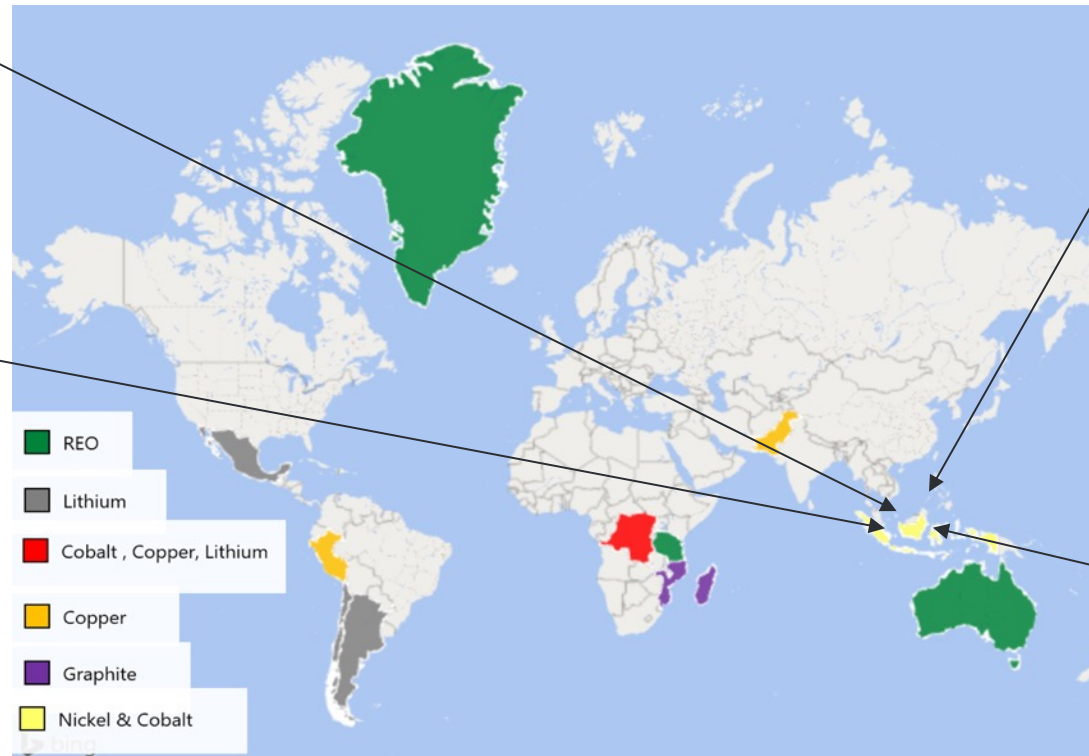 REO
Lithium
Cobalt , Copper, Lithium
Copper
Graphite
Nickel & Cobalt
bing